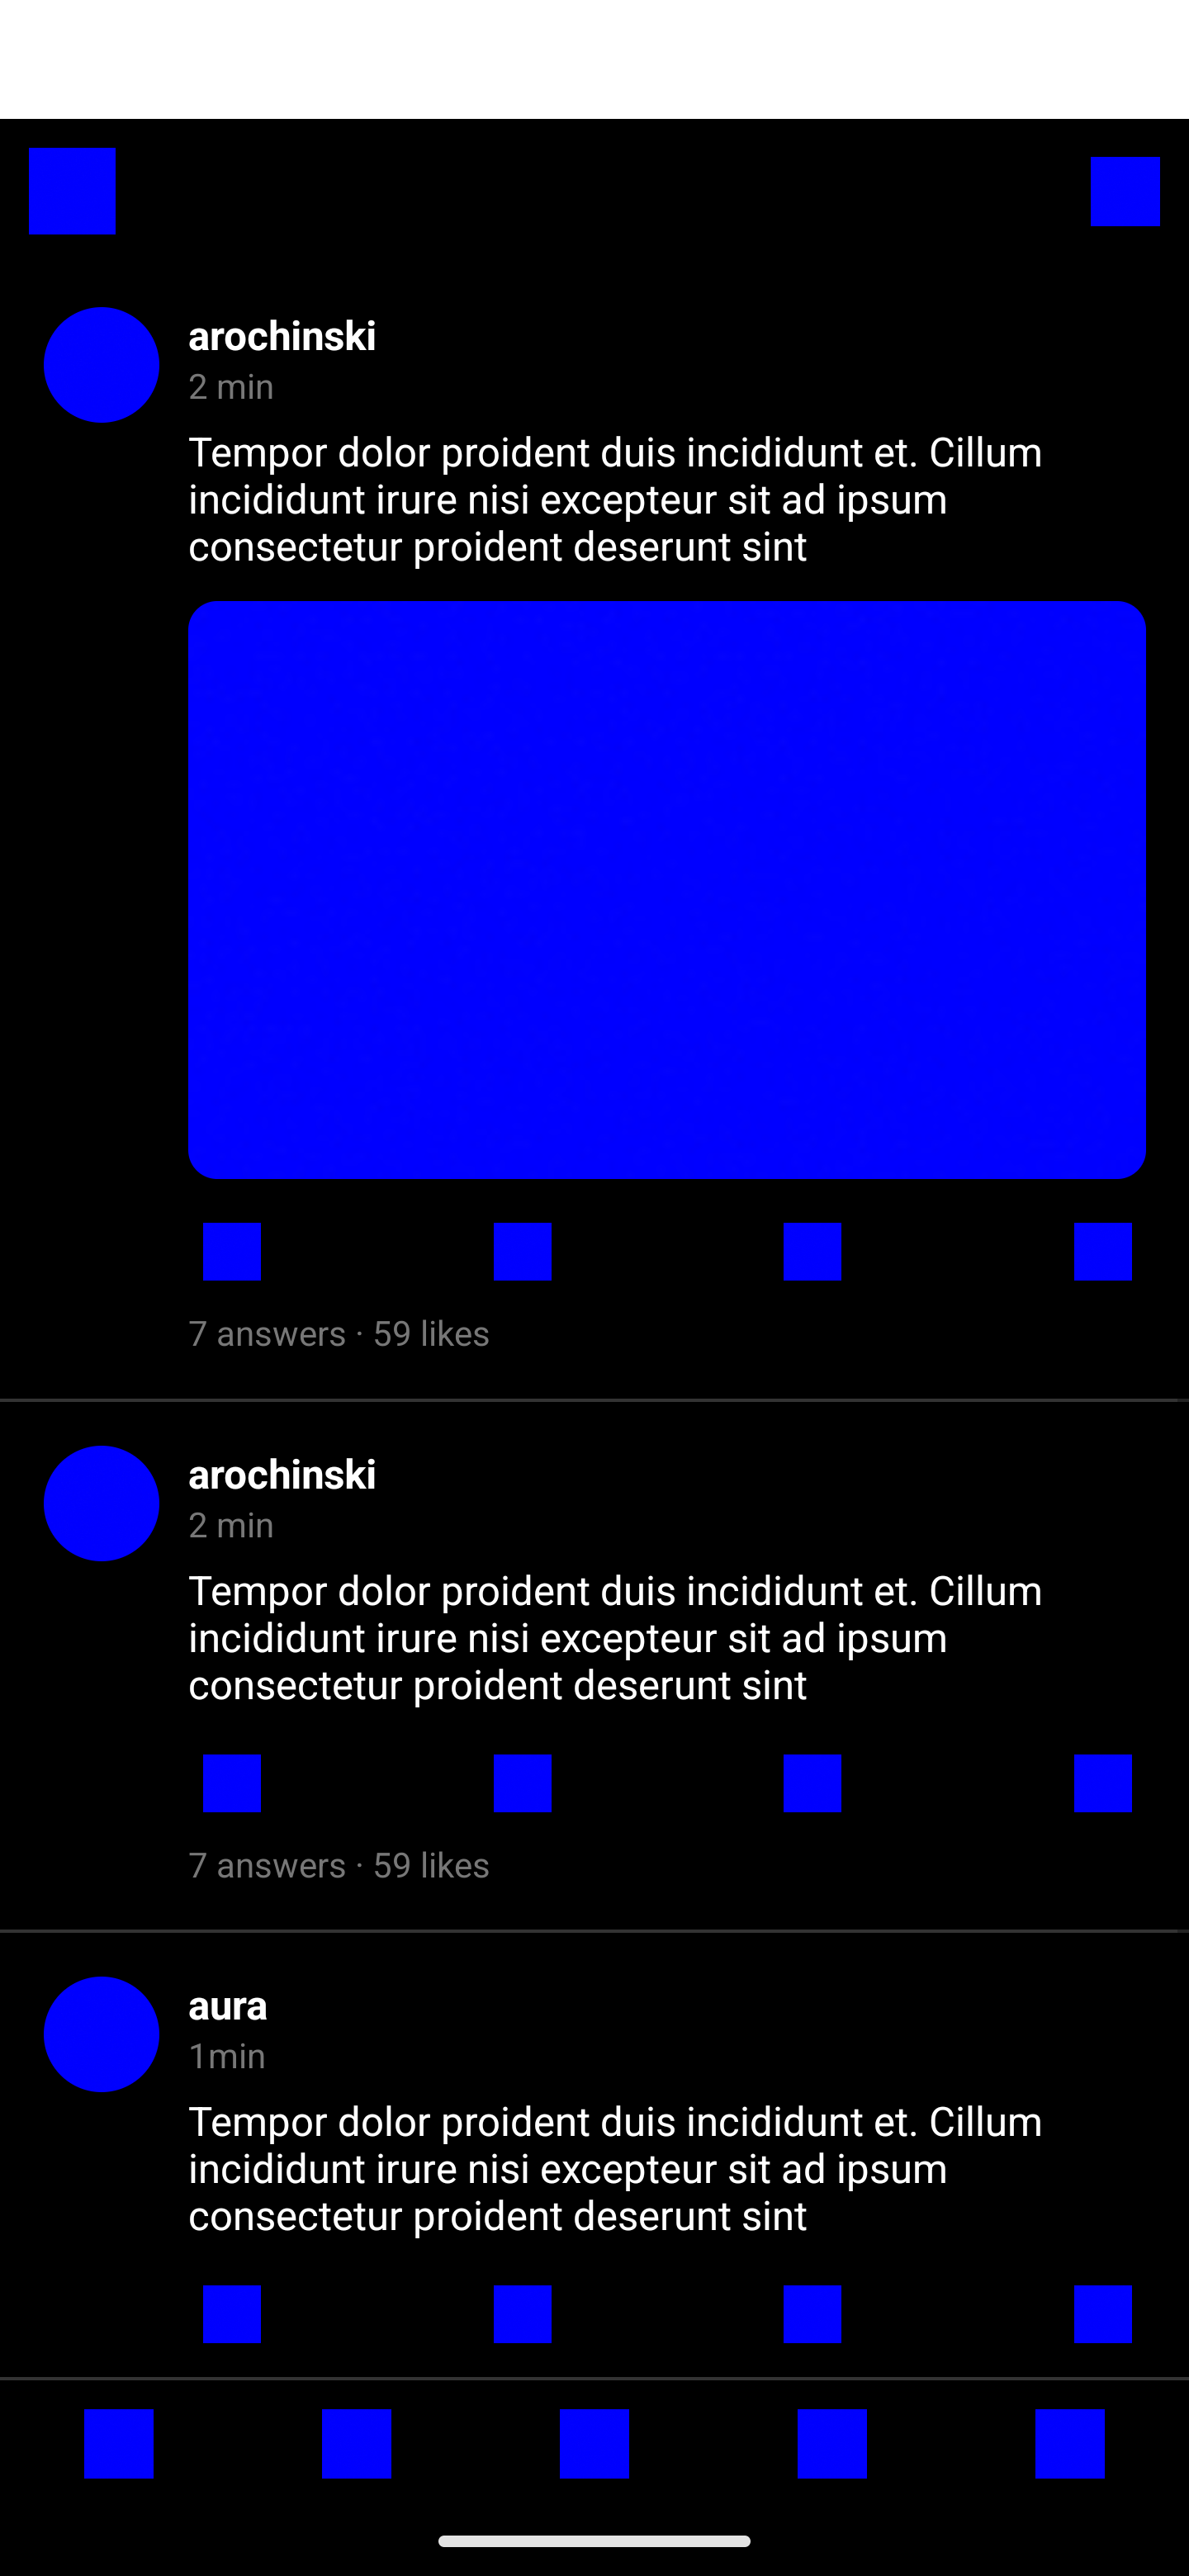 arochinski
2 min
Tempor dolor proident duis incididunt et. Cillum
incididunt irure nisi excepteur sit ad ipsum
consectetur proident deserunt sint
7 answers · 59 likes
arochinski
2 min
Tempor dolor proident duis incididunt et. Cillum
incididunt irure nisi excepteur sit ad ipsum
consectetur proident deserunt sint
7 answers · 59 likes
aura
1min
Tempor dolor proident duis incididunt et. Cillum
incididunt irure nisi excepteur sit ad ipsum
consectetur proident deserunt sint